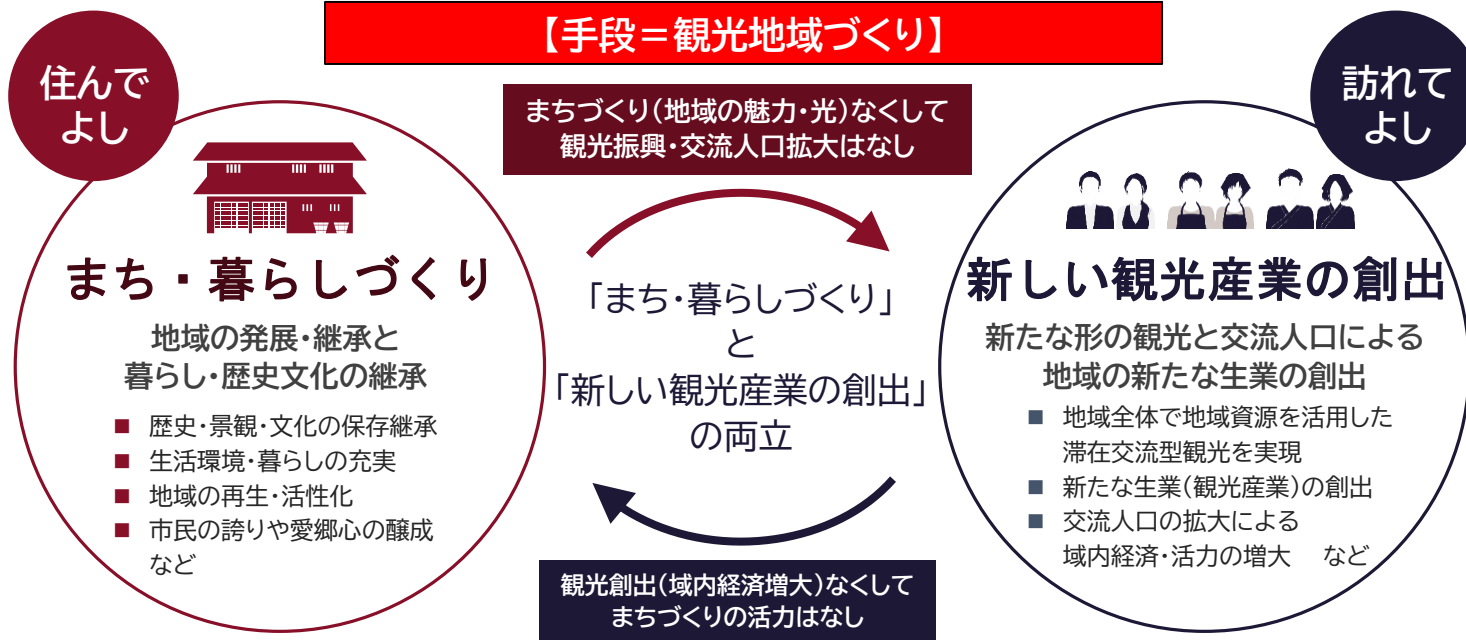 【手段＝観光地域づくり】
住んで
よし
まち・暮らしづくり
地域の発展・継承と
暮らし・歴史文化の継承
■ 歴史・景観・文化の保存継承
■ 生活環境・暮らしの充実
■ 地域の再生・活性化
■ 市民の誇りや愛郷心の醸成
など
まちづくり（地域の魅力・光）なくして
観光振興・交流人口拡大はなし
「まち・暮らしづくり」
と
「新しい観光産業の創出」
の両立
観光創出（域内経済増大）なくして
まちづくりの活力はなし
訪れて
よし
新しい観光産業の創出
新たな形の観光と交流人口による
地域の新たな生業の創出
■ 地域全体で地域資源を活用した
滞在交流型観光を実現
■ 新たな生業（観光産業）の創出
■ 交流人口の拡大による
域内経済・活力の増大　など